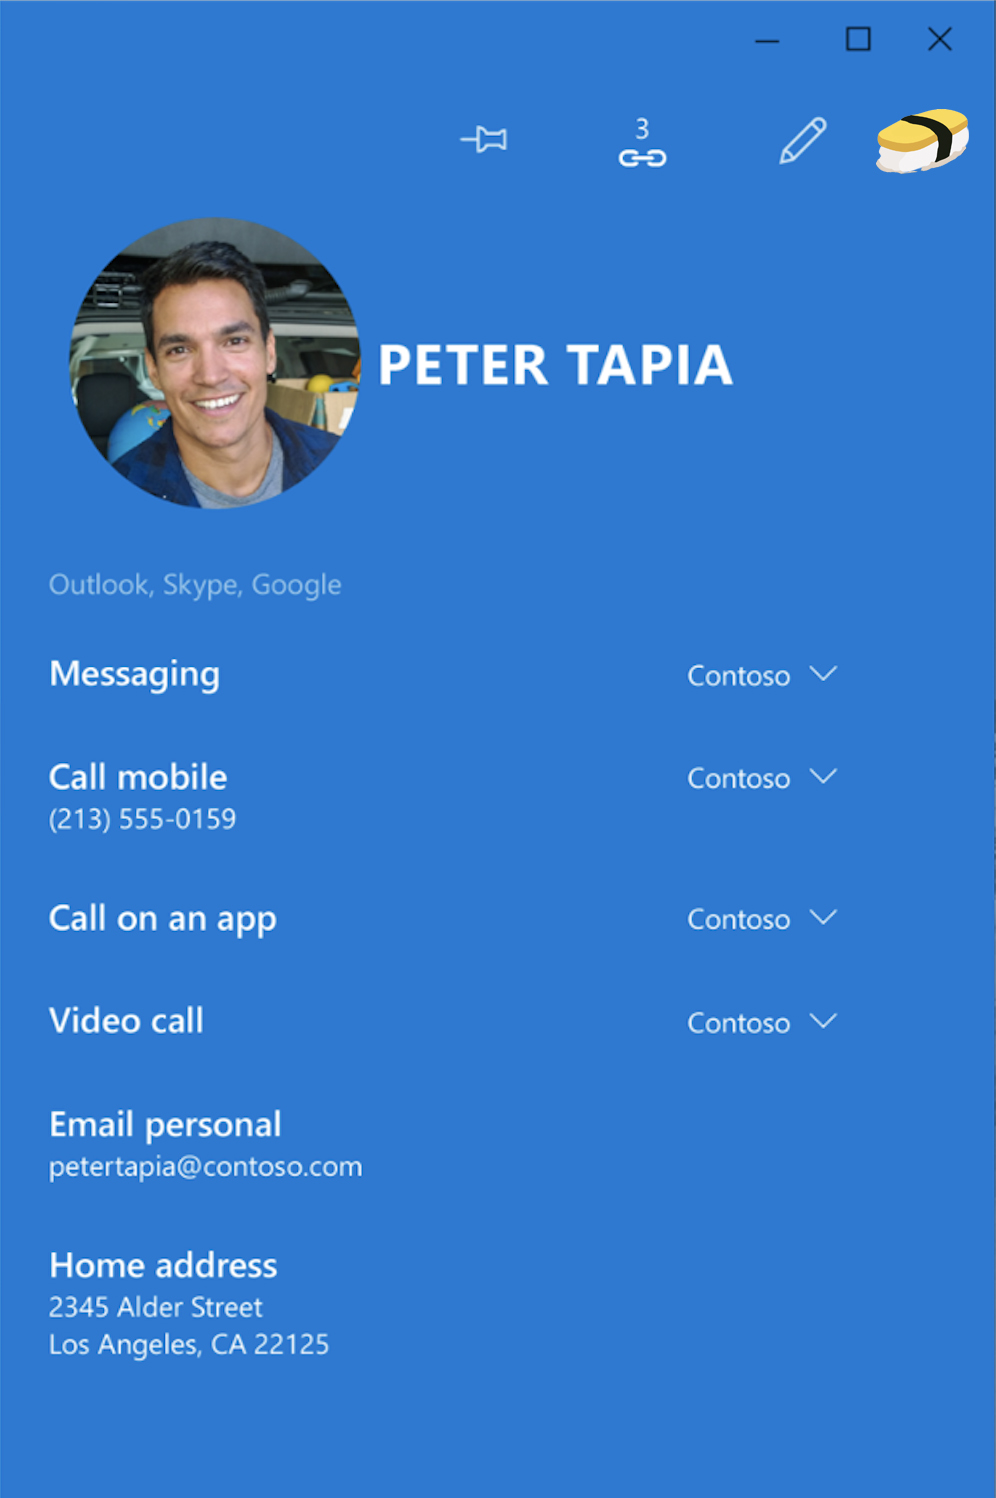 3
PETER TAPIA
Outlook, Skype, Google
Messaging
Contoso
Call mobile
Contoso
(213) 555-0159
Call on an app
Contoso
Video call
Contoso
Email personal
petertapia@contoso.com
Home address
2345 Alder Street
Los Angeles, CA 22125